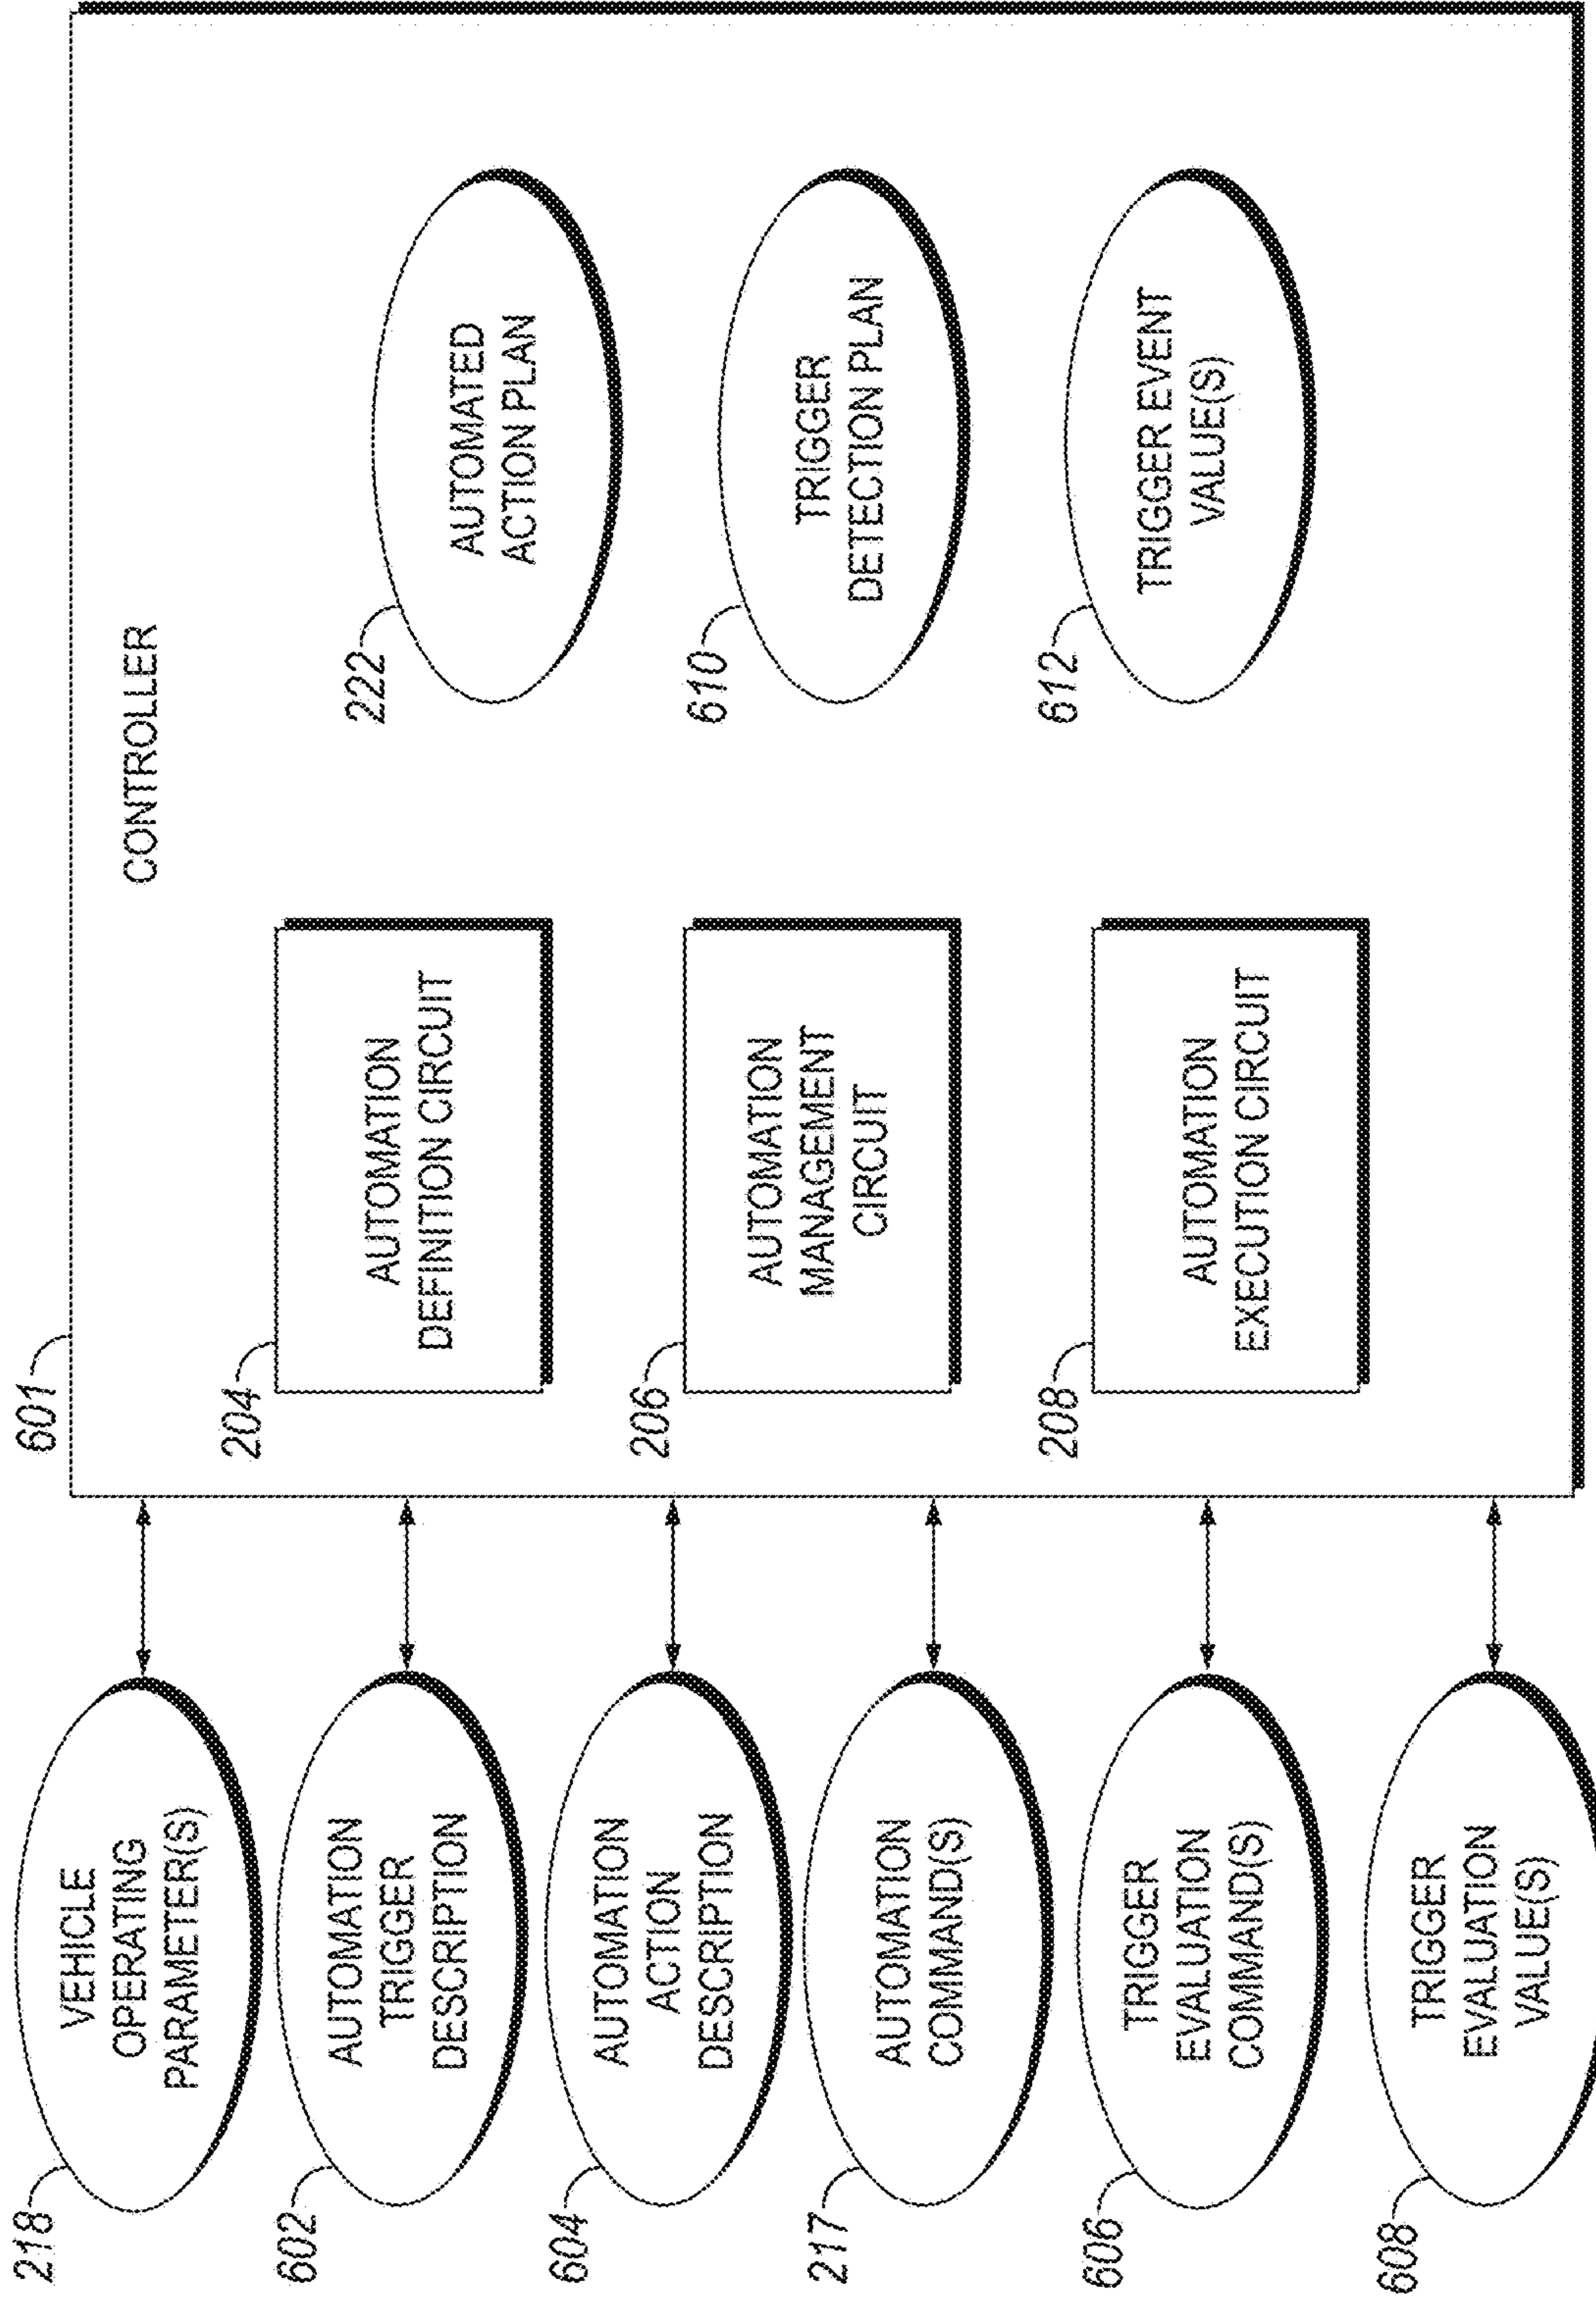 601
CONTROLLER
218
VEHICLE
OPERATING
PARAMETER(S)
602
AUTOMATION
TRIGGER
DESCRIPTION
604
AUTOMATION
ACTION
DESCRIPTION
217
AUTOMATION
COMMAND(S)
606
TRIGGER
EVALUATION
COMMAND(S)
608
TRIGGER
EVALUATION
VALUE(S)
204
AUTOMATION
DEFINITION CIRCUIT
206
AUTOMATION
MANAGEMENT
CIRCUIT
208
AUTOMATION
EXECUTION CIRCUIT
222
AUTOMATED
ACTION PLAN
610
TRIGGER
DETECTION PLAN
612
TRIGGER EVENT
VALUE(S)